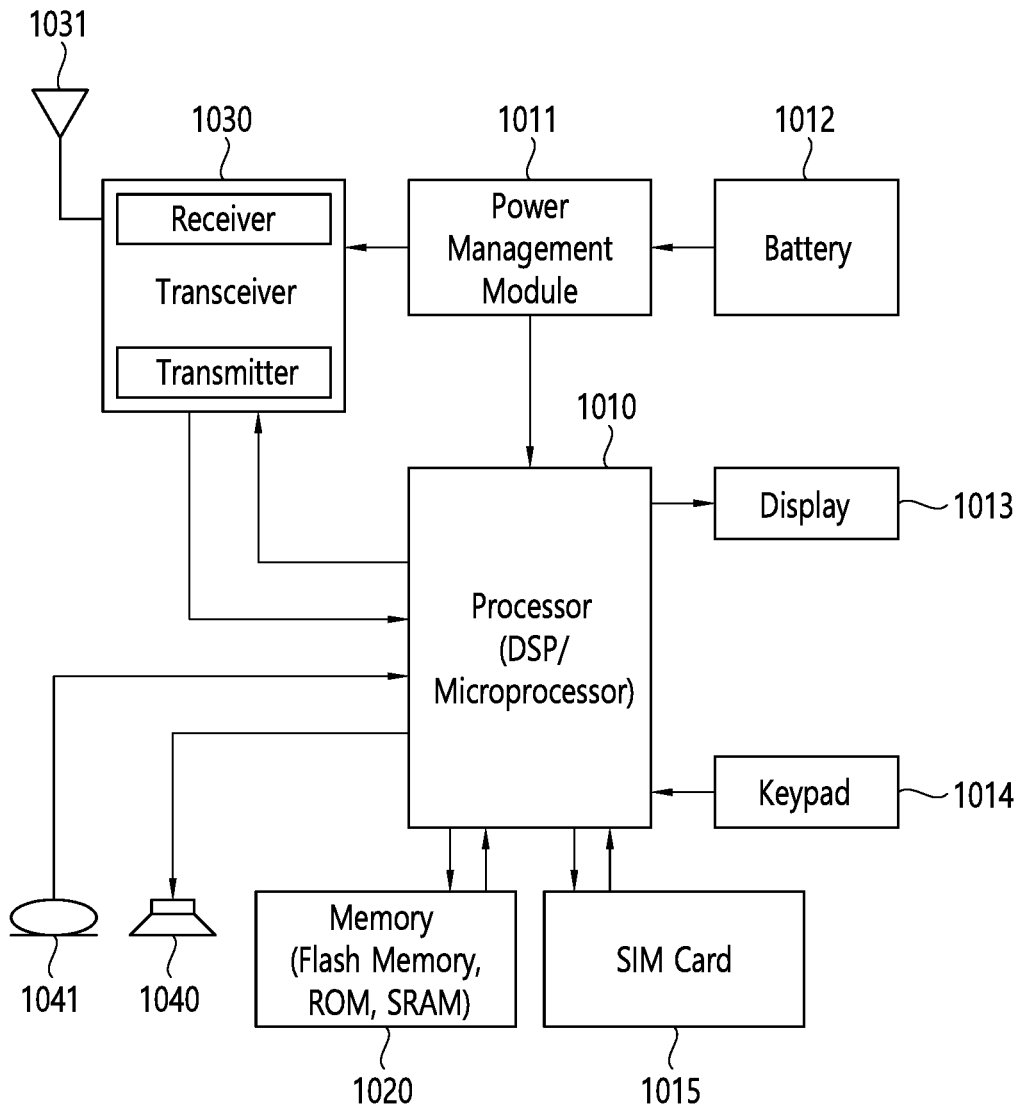 1031
1030
1011
1012
Receiver
Transceiver
Transmitter
Power
Management
Module
Battery
1010
Display
1013
Processor
(DSP/
Microprocessor)
Keypad
1014
Memory
(Flash Memory,
ROM, SRAM)
SIM Card
1041
1040
1020
1015